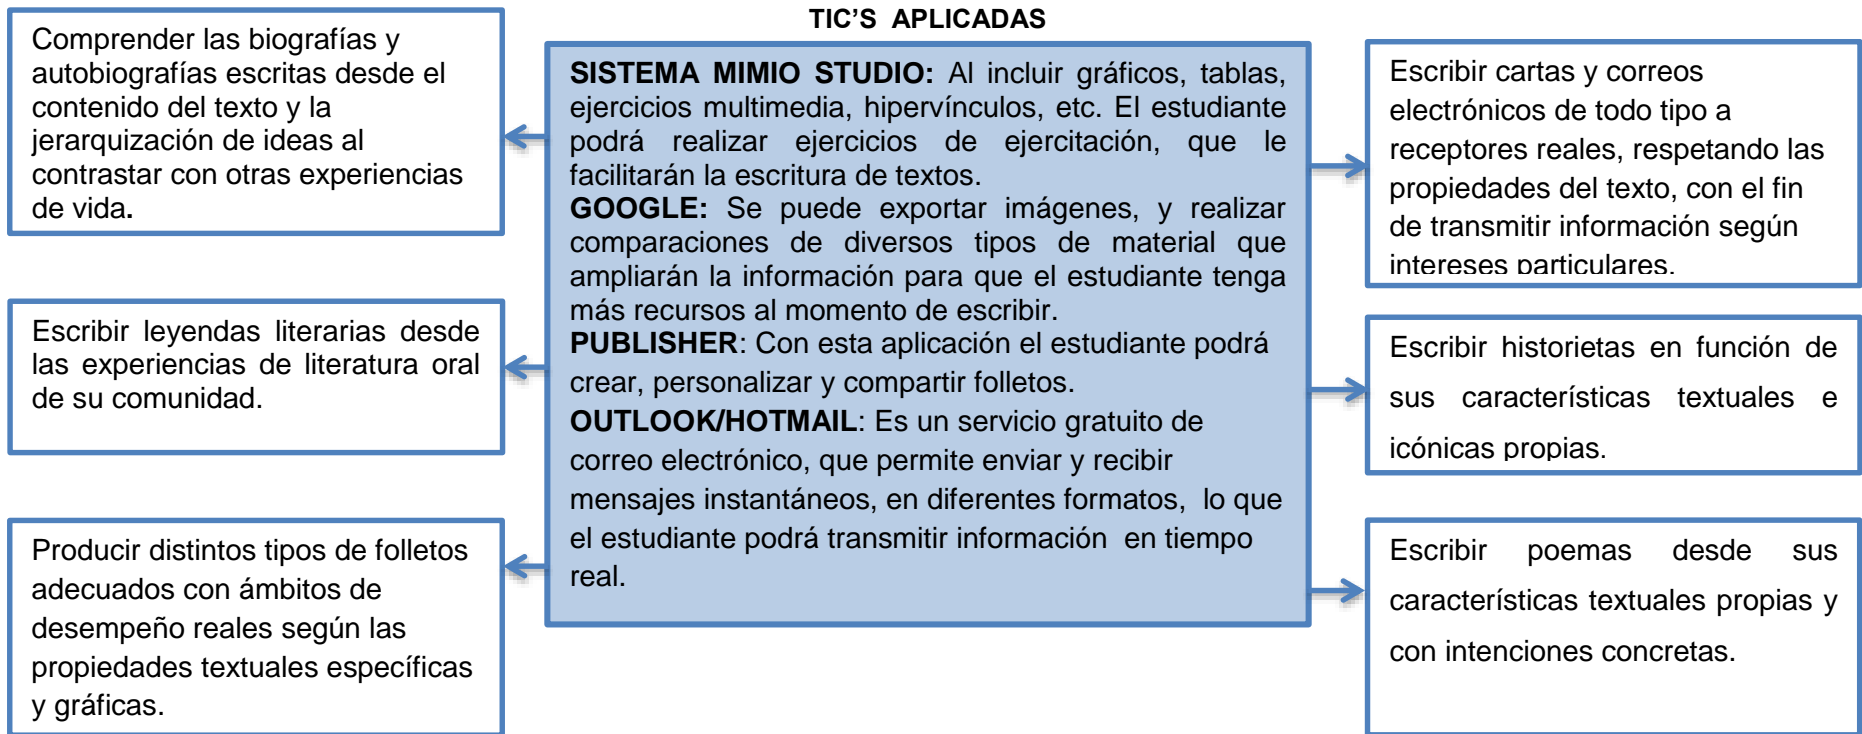 TIC'S  APLICADAS
Comprender las biografías y
autobiografías escritas desde el
contenido del texto y la
jerarquización de ideas al
contrastar con otras experiencias
de vida.
Escribir leyendas literarias desde
las experiencias de literatura oral
de su comunidad.
Producir distintos tipos de folletos
adecuados con ámbitos de
desempeño reales según las
propiedades textuales específicas
y gráficas.
SISTEMA MIMIO STUDIO: Al incluir gráficos, tablas,
ejercicios multimedia, hipervínculos, etc. El estudiante
podrá realizar ejercicios de ejercitación, que le
facilitarán la escritura de textos.
GOOGLE: Se puede exportar imágenes, y realizar
comparaciones de diversos tipos de material que
ampliarán la información para que el estudiante tenga
más recursos al momento de escribir.
PUBLISHER: Con esta aplicación el estudiante podrá
crear, personalizar y compartir folletos.
OUTLOOK/HOTMAIL: Es un servicio gratuito de
correo electrónico, que permite enviar y recibir
mensajes instantáneos, en diferentes formatos,  lo que
el estudiante podrá transmitir información  en tiempo
real.
Escribir cartas y correos
electrónicos de todo tipo a
receptores reales, respetando las
propiedades del texto, con el fin
de transmitir información según
intereses particulares.
Escribir historietas en función de
sus características textuales e
icónicas propias.
Escribir poemas desde sus
características textuales propias y
con intenciones concretas.